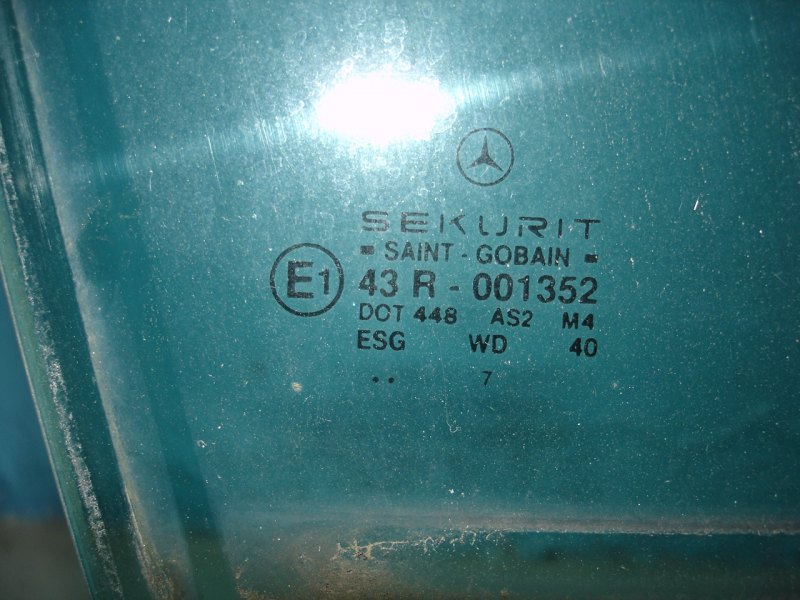 SEKURIT
SAINT - GOBAIN
E1 43 R - 001352
DOT 448 AS2 M4
ESG WD 40
.. 7